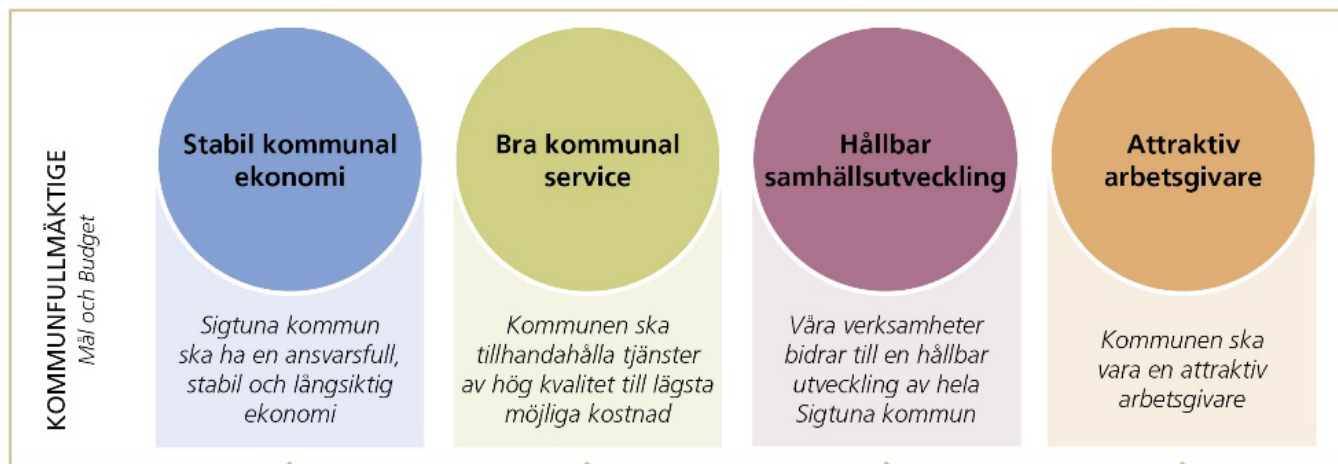 KOMMUNFULLMÄKTIGE
Mål och Budget
Stabil kommunal
ekonomi
Sigtuna kommun
ska ha en ansvarsfull,
stabil och långsiktig
ekonomi
Bra kommunal
service
Kommunen ska
tillhandahålla tjänster
av hög kvalitet till lägsta
möjliga kostnad
Hållbar
samhällsutveckling
Våra verksamheter
bidrar till en hållbar
utveckling av hela
Sigtuna kommun
Attraktiv
arbetsgivare
Kommunen ska
vara en attraktiv
arbetsgivare